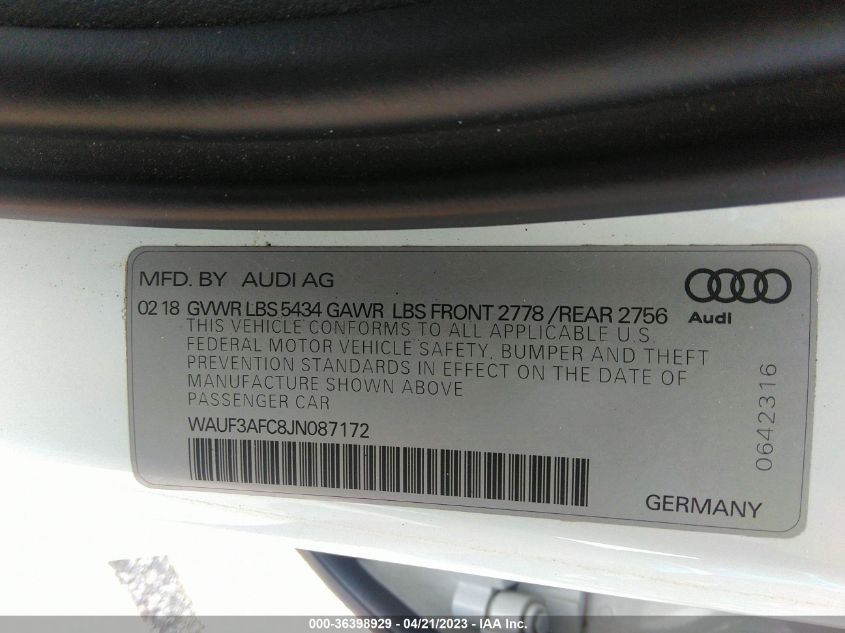 MFD. BY AUDI AG
02 18 GVWR LBS 5434 GAWR LBS FRONT 2778 /REAR 2756
Audi
THIS VEHICLE CONFORMS TO ALL APPLICABLE U.S.
FEDERAL MOTOR VEHICLE SAFETY, BUMPER AND THEFT
PREVENTION STANDARDS IN EFFECT ON THE DATE OF
MANUFACTURE SHOWN ABOVE
PASSENGER CAR
WAUF3AFC8JN087172
0642316
GERMANY
000-36398929 - 04/21/2023 - IAA Inc.